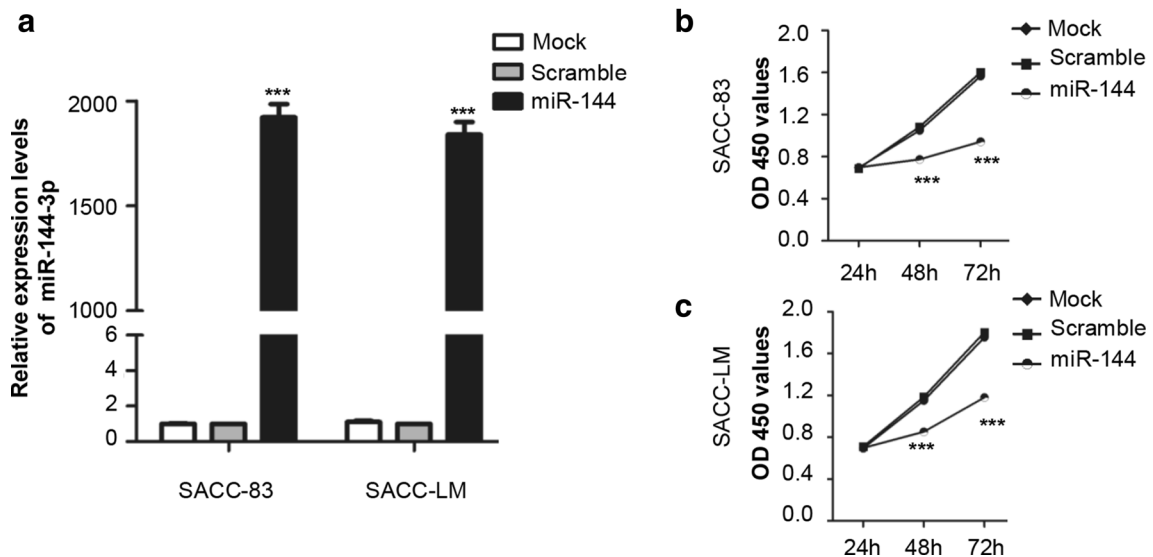 a
Mock
Scramble
miR-144
Relative expression levels
of miR-144-3p
2000
1500
1000
6
4
2
0
***
***
SACC-83
SACC-LM
b
SACC-83
OD 450 values
2.0
1.6
1.2
0.8
0.4
0.0
***
***
24h 48h 72h
Mock
Scramble
miR-144
c
SACC-LM
OD 450 values
2.0
1.6
1.2
0.8
0.4
0.0
***
***
24h 48h 72h
Mock
Scramble
miR-144